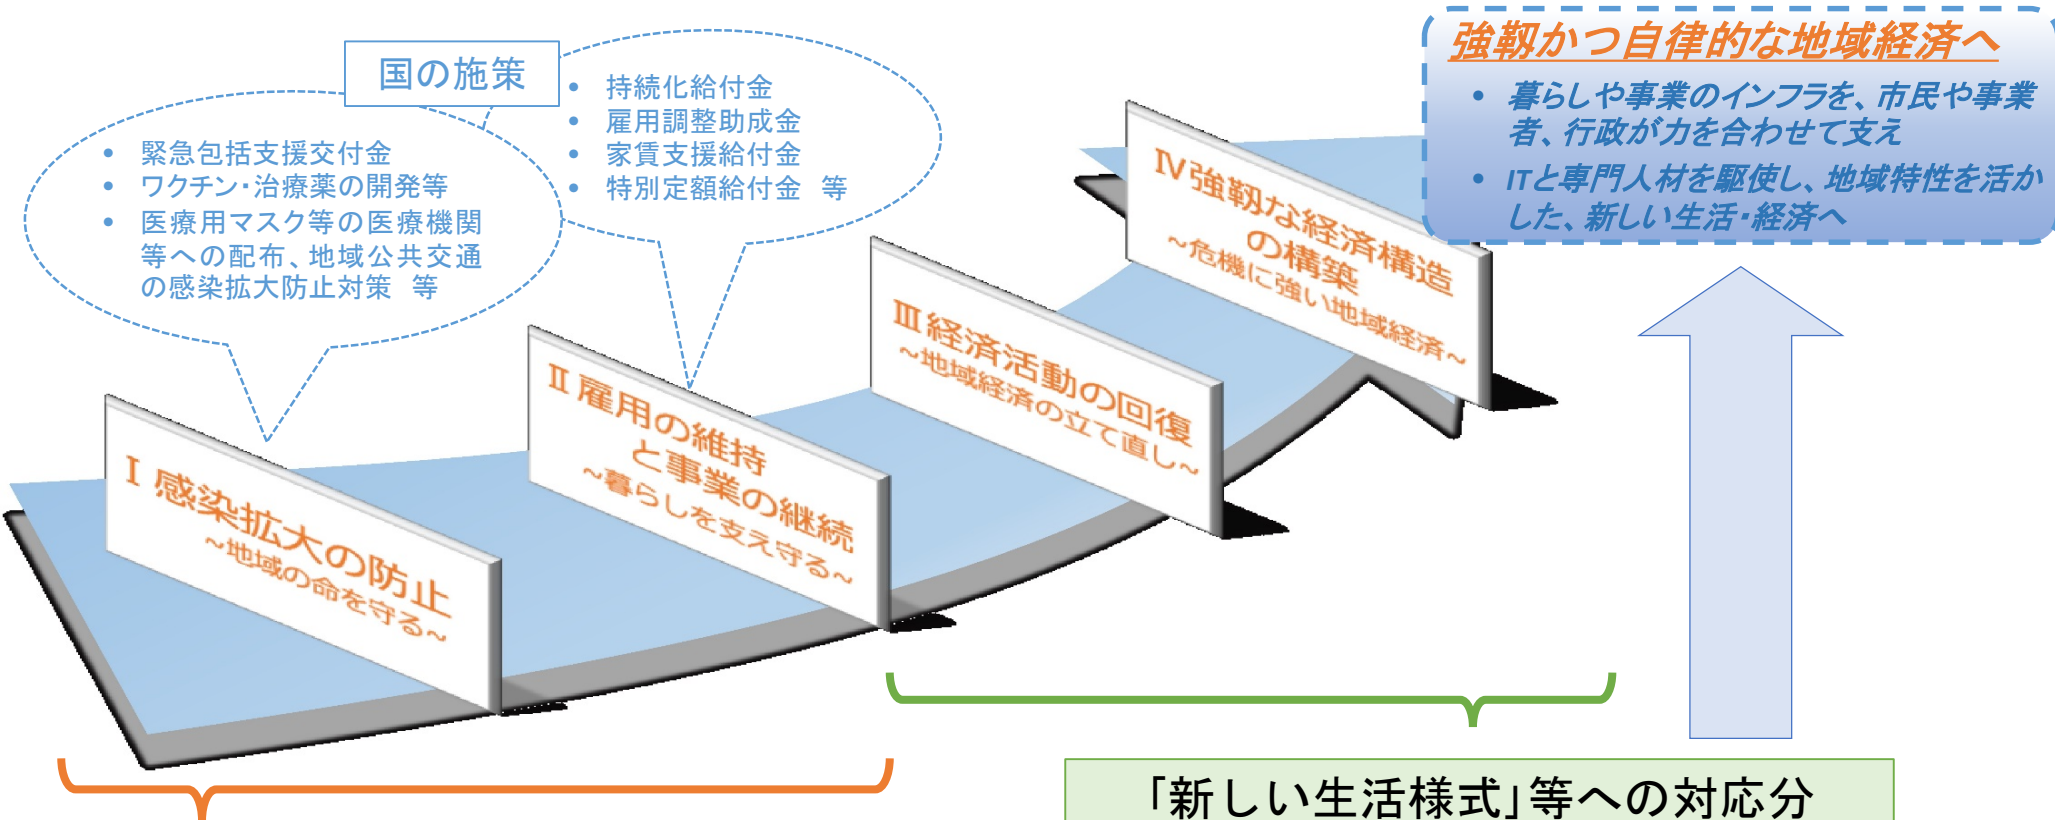 国の施策
• 緊急包括支援交付金
• ワクチン・治療薬の開発等
• 医療用マスク等の医療機関
等への配布、地域公共交通
の感染拡大防止対策　等
• 持続化給付金
• 雇用調整助成金
• 家賃支援給付金
• 特別定額給付金　等
強靱かつ自律的な地域経済へ
• 暮らしや事業のインフラを、市民や事業
者、行政が力を合わせて支え
• ITと専門人材を駆使し、地域特性を活か
した、新しい生活・経済へ
Ⅰ 感染拡大の防止
~地域の命を守る~
Ⅱ 雇用の維持
と事業の継続
~暮らしを支え守る~
Ⅲ 経済活動の回復
~地域経済の立て直し~
Ⅳ 強靱な経済構造
の構築
~危機に強い地域経済~
「新しい生活様式」等への対応分